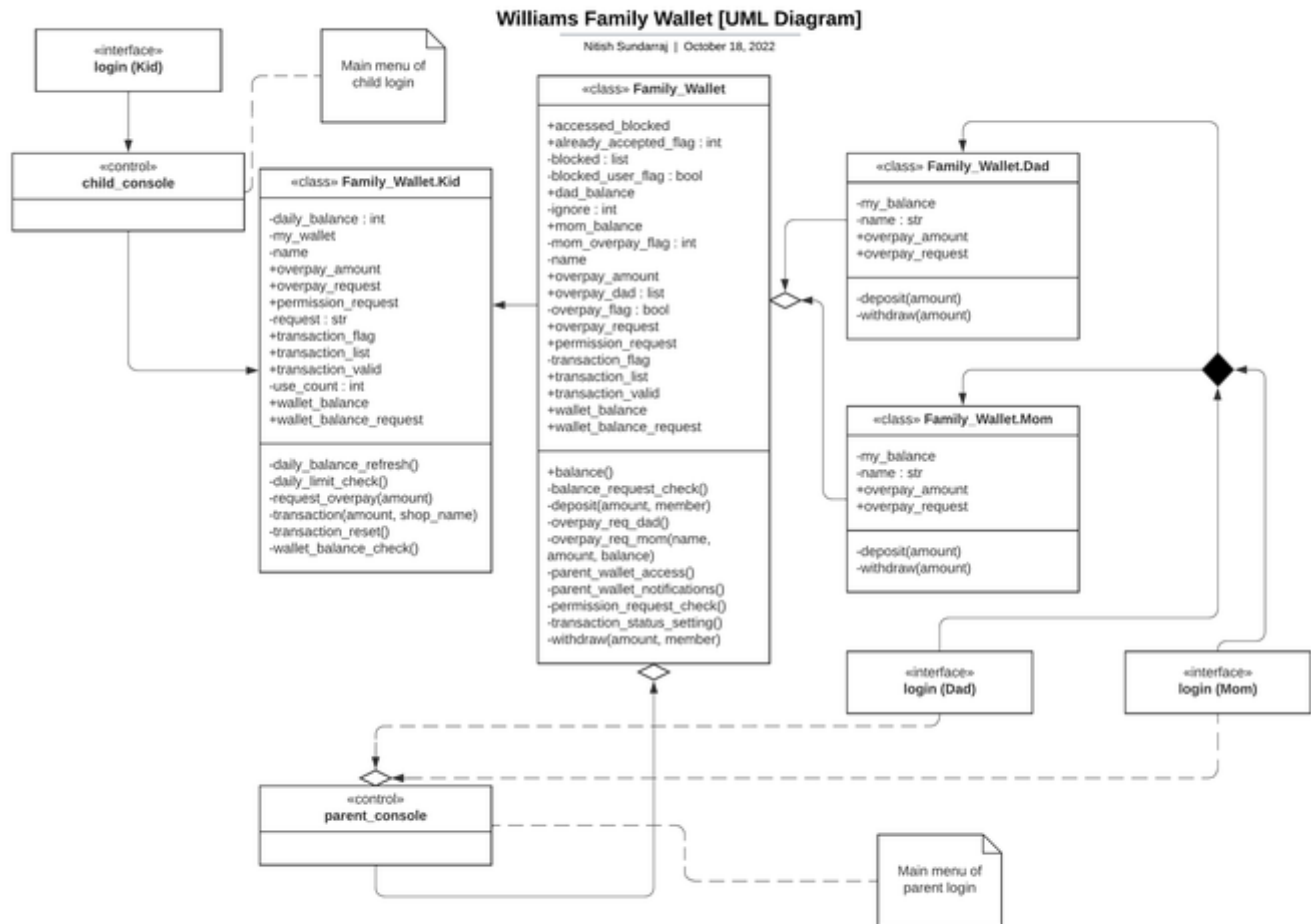 Williams Family Wallet [UML Diagram]
Nitish Sundarraj | October 18, 2022
«interface»
login (Kid)
Main menu of
child login
«control»
child_console
«class» Family_Wallet.Kid
-daily_balance : int
-my_wallet
-name
+overpay_amount
+overpay_request
+permission_request
-request : str
+transaction_flag
+transaction_list
+transaction_valid
-use_count : int
+wallet_balance
+wallet_balance_request
-daily_balance_refresh()
-daily_limit_check()
-request_overpay(amount)
-transaction(amount, shop_name)
-transaction_reset()
-wallet_balance_check()
«class» Family_Wallet
+accessed_blocked
+already_accepted_flag : int
-blocked : list
-blocked_user_flag : bool
+dad_balance
-ignore : int
+mom_balance
-mom_overpay_flag : int
-name
+overpay_amount
+overpay_dad : list
-overpay_flag : bool
+overpay_request
+permission_request
-transaction_flag
+transaction_list
+transaction_valid
+wallet_balance
+wallet_balance_request
+balance()
-balance_request_check()
-deposit(amount, member)
-overpay_req_dad()
-overpay_req_mom(name,
amount, balance)
-parent_wallet_access()
-parent_wallet_notifications()
-permission_request_check()
-transaction_status_setting()
-withdraw(amount, member)
«class» Family_Wallet.Dad
-my_balance
-name : str
+overpay_amount
+overpay_request
-deposit(amount)
-withdraw(amount)
«class» Family_Wallet.Mom
-my_balance
-name : str
+overpay_amount
+overpay_request
-deposit(amount)
-withdraw(amount)
«interface»
login (Dad)
«interface»
login (Mom)
«control»
parent_console
Main menu of
parent login